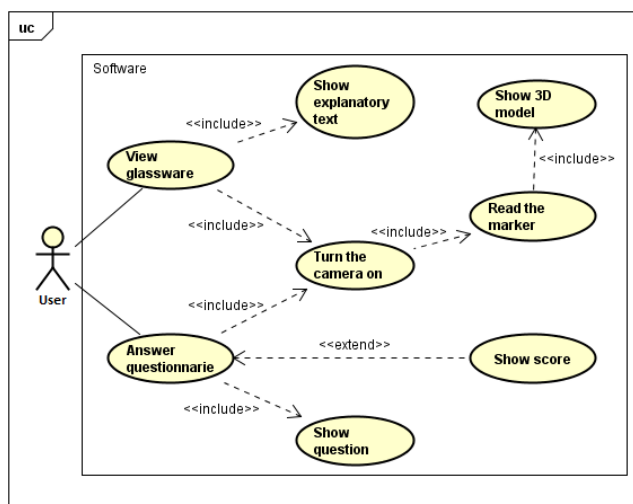 uc
Software
Show
explanatory
text
Show 3D
model
<<include>>
<<include>>
View
glassware
Read the
marker
<<include>>
<<include>>
Turn the
camera on
User
<<include>>
<<extend>>
Answer
questionnarie
Show score
<<include>>
Show
question